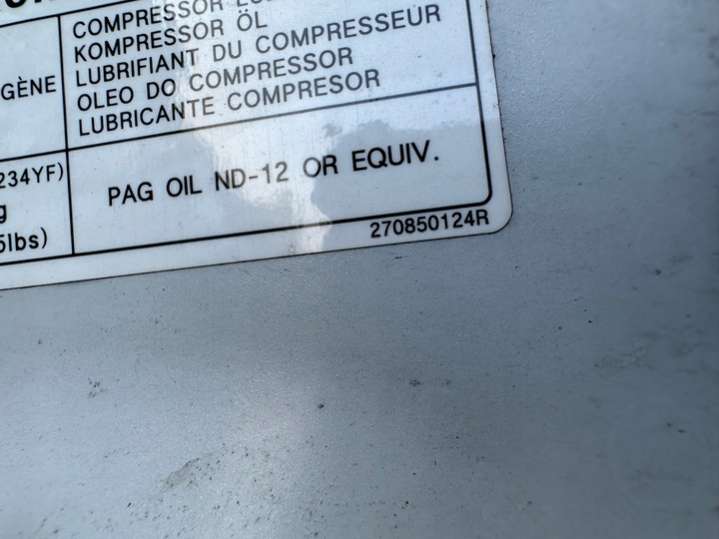 COMPRESSOR
KOMPRESSOR ÖL
LUBRIFIANT DU COMPRESSEUR
OLEO DO COMPRESSOR
LUBRICANTE COMPRESOR
GÈNE
234YF)
g
5lbs)
PAG OIL ND-12 OR EQUIV.
270850124R